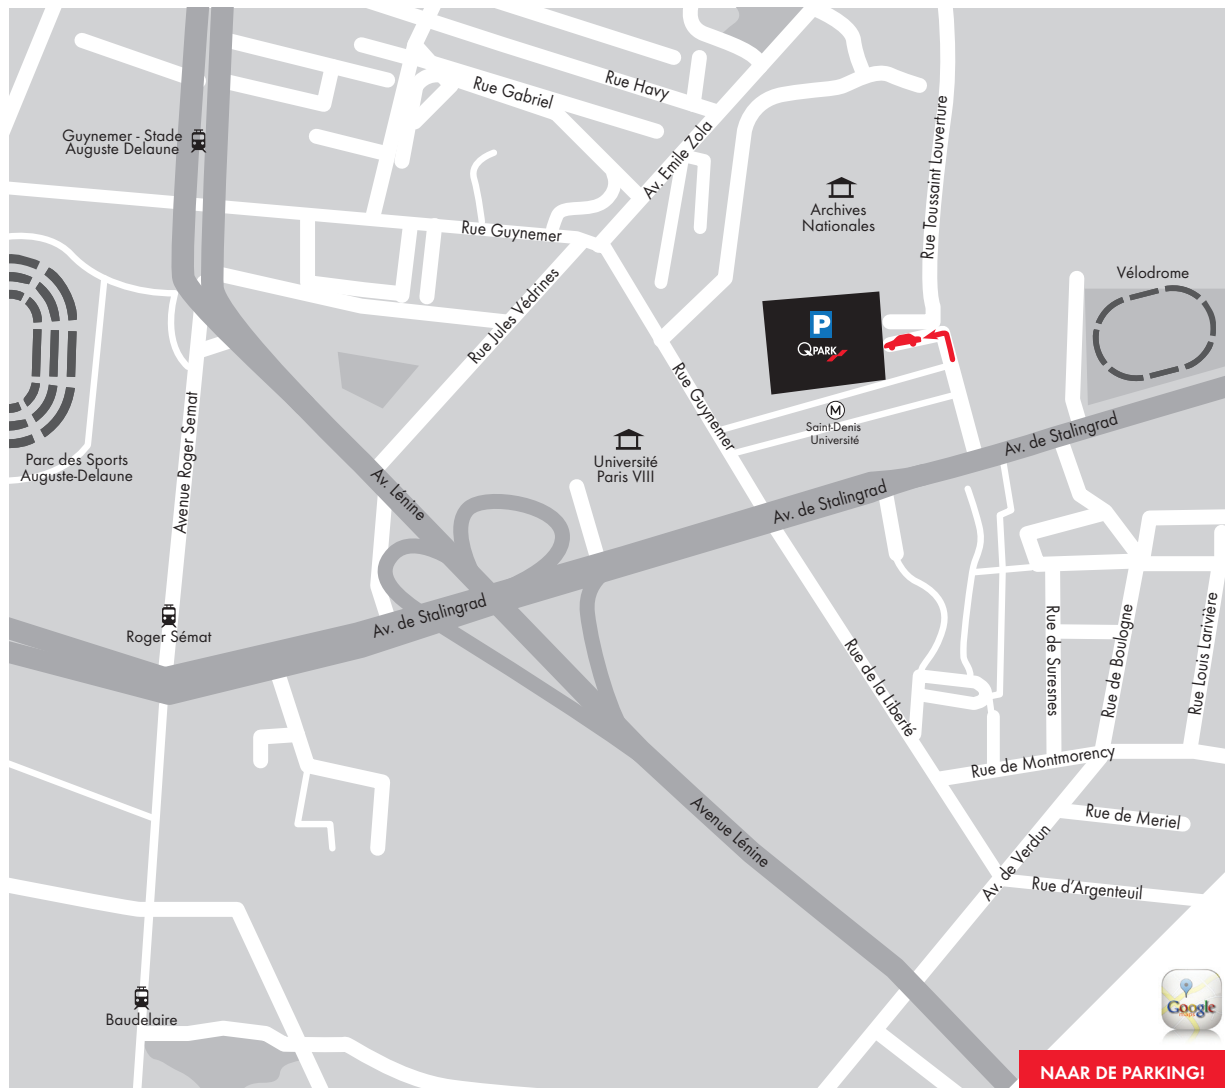 Rue Havy
Rue Gabriel
Guynemer - Stade
Auguste Delaune
Av. Emile Zola
Rue Toussaint Louverture
Archives
Nationales
Rue Guynemer
Vélodrome
Rue Jules Védrines
P
Q PARK
Rue Guynemer
M
Saint-Denis
Université
Av. de Stalingrad
Avenue Roger Semat
Parc des Sports
Auguste-Delaune
Université
Paris VIII
Av. Lénine
Av. de Stalingrad
Av. de Stalingrad
Roger Sémat
Rue de la Liberté
Rue de Suresnes
Rue de Boulogne
Rue Louis Larivière
Rue de Montmorency
Avenue Lénine
Rue de Meriel
Av. de Verdun
Rue d'Argenteuil
Baudelaire
Google
maps
NAAR DE PARKING!